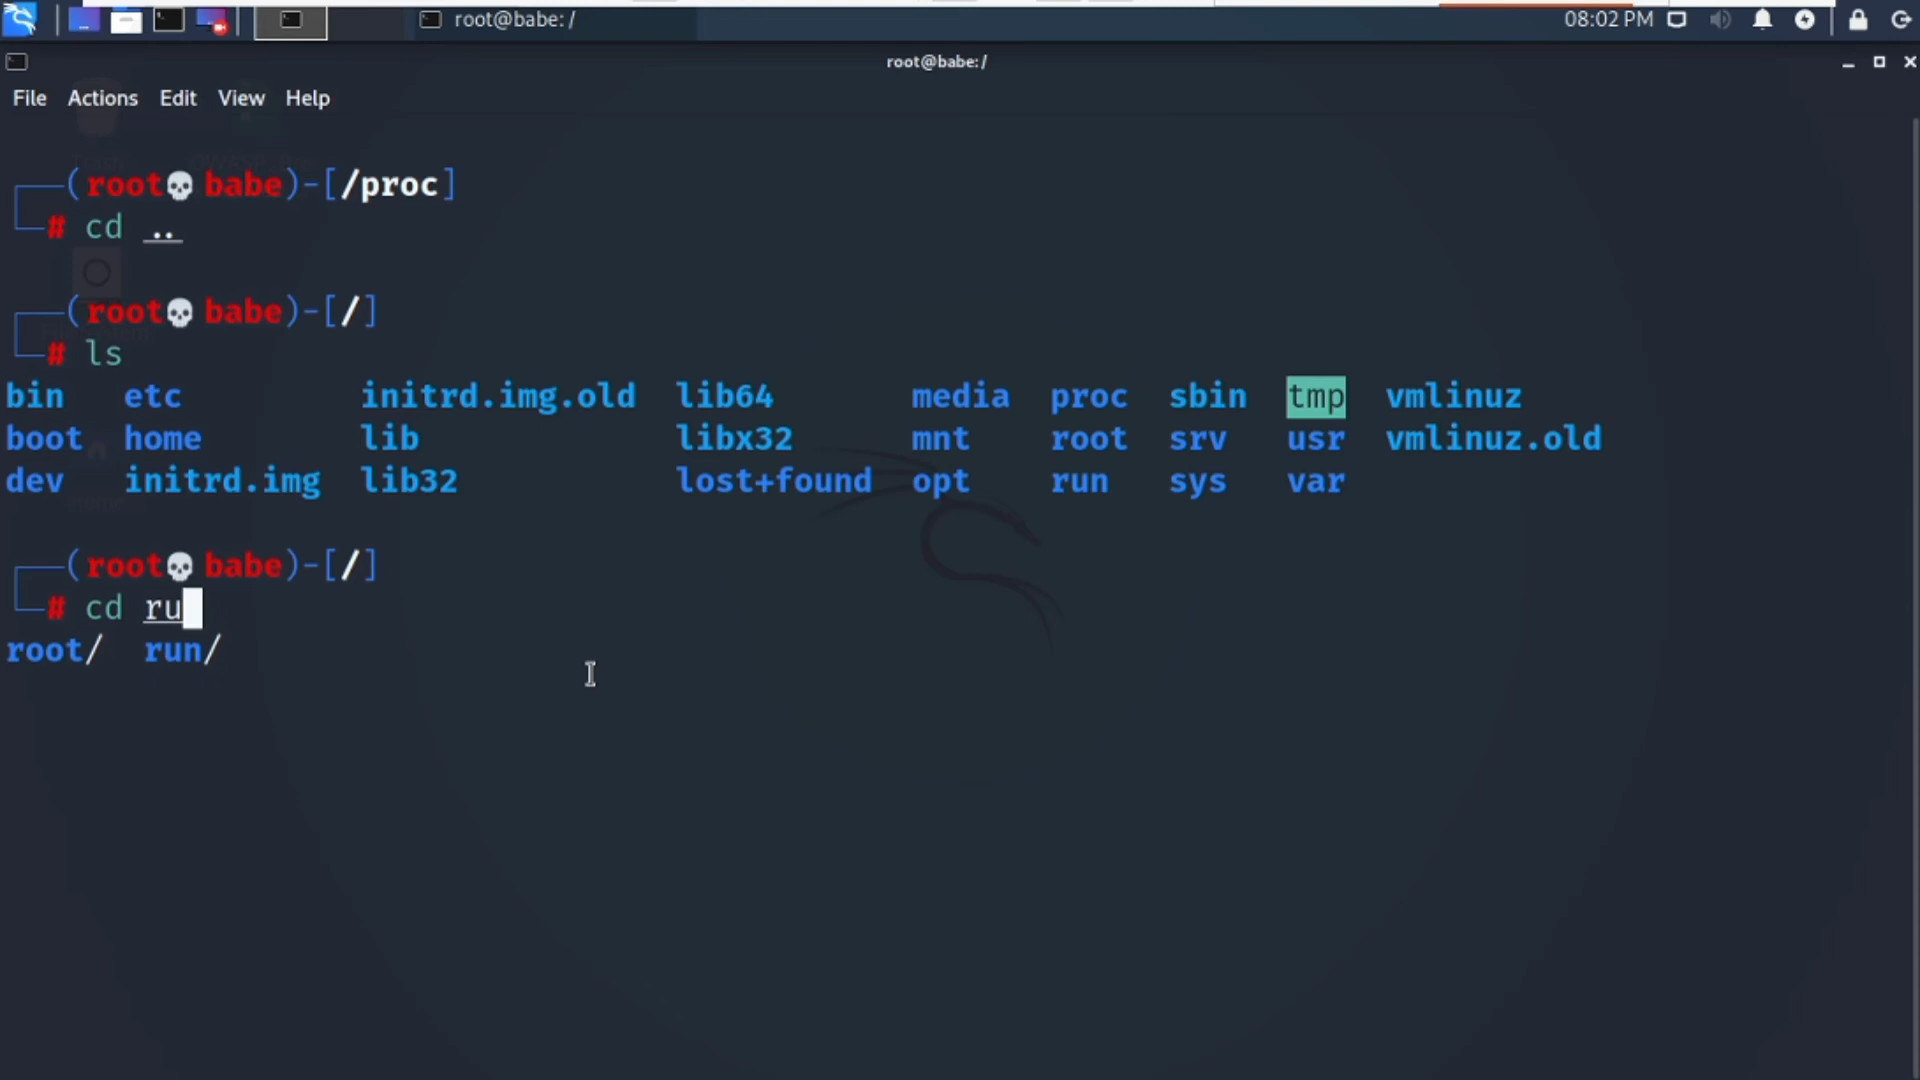 root@babe: /
08:02 PM
root@babe: /
File Actions Edit View Help
(root💀babe)-[/proc]
# cd ..
(root💀babe)-[/]
# ls
bin etc initrd.img.old lib64 media proc sbin tmp vmlinuz
boot home lib libx32 mnt root srv usr vmlinuz.old
dev initrd.img lib32 lost+found opt run sys var
(root💀babe)-[/]
# cd ru
root/ run/